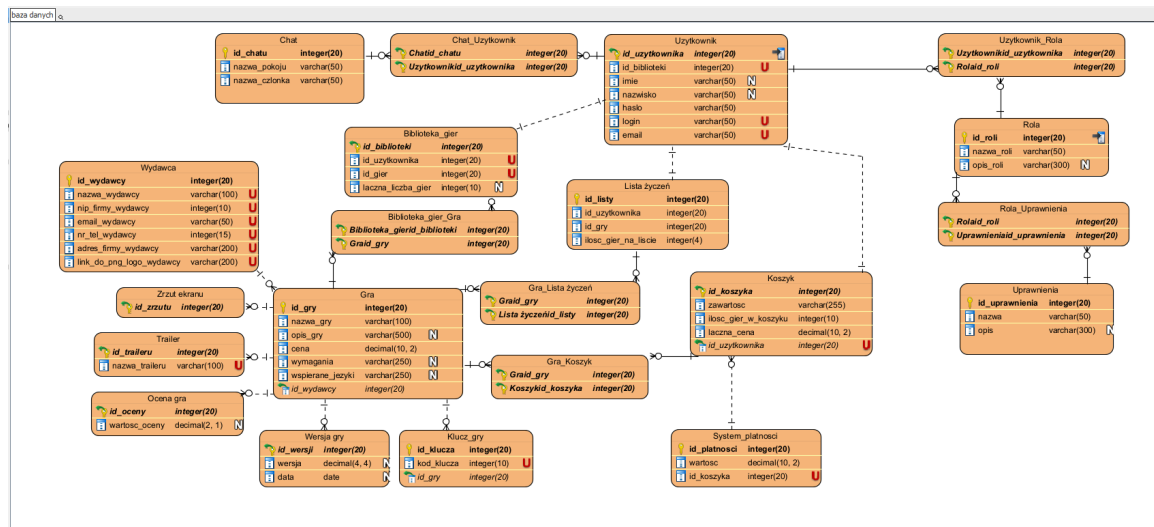 baza danych
Chat
id_chatu integer(20)
nazwa_pokoju varchar(50)
nazwa_czlonka varchar(50)
Chat_Uzytkownik
Chatid_chatu integer(20)
Uzytkownikid_uzytkownika integer(20)
Uzytkownik
id_uzytkownika integer(20)
id_biblioteki integer(20) U
imie varchar(50) N
nazwisko varchar(50) N
haslo varchar(50)
login varchar(50) U
email varchar(50) U
Uzytkownik_Rola
Uzytkownikid_uzytkownika integer(20)
Rolaid_roli integer(20)
Rola
id_roli integer(20)
nazwa_roli varchar(50)
opis_roli varchar(300) N
Biblioteka_gier
id_biblioteki integer(20)
id_uzytkownika integer(20) U
id_gier integer(20) U
laczna_liczba_gier integer(10) N
Wydawca
id_wydawcy integer(20)
nazwa_wydawcy varchar(100) U
nip_firmy_wydawcy integer(10) U
email_wydawcy varchar(50) U
nr_tel_wydawcy integer(15) U
adres_firmy_wydawcy varchar(200) U
link_do_png_logo_wydawcy varchar(200) U
Lista życzeń
id_listy integer(20)
id_uzytkownika integer(20)
id_gry integer(20)
ilosc_gier_na_liscie integer(4)
Rola_Uprawnienia
Rolaid_roli integer(20)
Uprawnieniaid_uprawnienia integer(20)
Biblioteka_gier_Gra
Biblioteka_gierid_biblioteki integer(20)
Graid_gry integer(20)
Koszyk
id_koszyka integer(20)
zawartosc varchar(255)
ilosc_gier_w_koszyku integer(10)
laczna_cena decimal(10, 2)
id_uzytkownika integer(20) U
Gra_Lista życzeń
Graid_gry integer(20)
Lista życzeńid_listy integer(20)
Uprawnienia
id_uprawnienia integer(20)
nazwa varchar(50)
opis varchar(300) N
Zrzut ekranu
id_zrzutu integer(20)
Gra
id_gry integer(20)
nazwa_gry varchar(100)
opis_gry varchar(500) N
cena decimal(10, 2)
wymagania varchar(250) N
wspierane_jezyki varchar(250) N
id_wydawcy integer(20)
Trailer
id_traileru integer(20)
nazwa_traileru varchar(100) U
Gra_Koszyk
Graid_gry integer(20)
Koszykid_koszyka integer(20)
Ocena gra
id_oceny integer(20)
wartosc_oceny decimal(2, 1) N
Wersja gry
id_wersji integer(20)
wersja decimal(4, 4) N
data date N
Klucz_gry
id_klucza integer(20)
kod_klucza integer(10) U
id_gry integer(20)
System_platnosci
id_platnosci integer(20)
wartosc decimal(10, 2)
id_koszyka integer(20) U